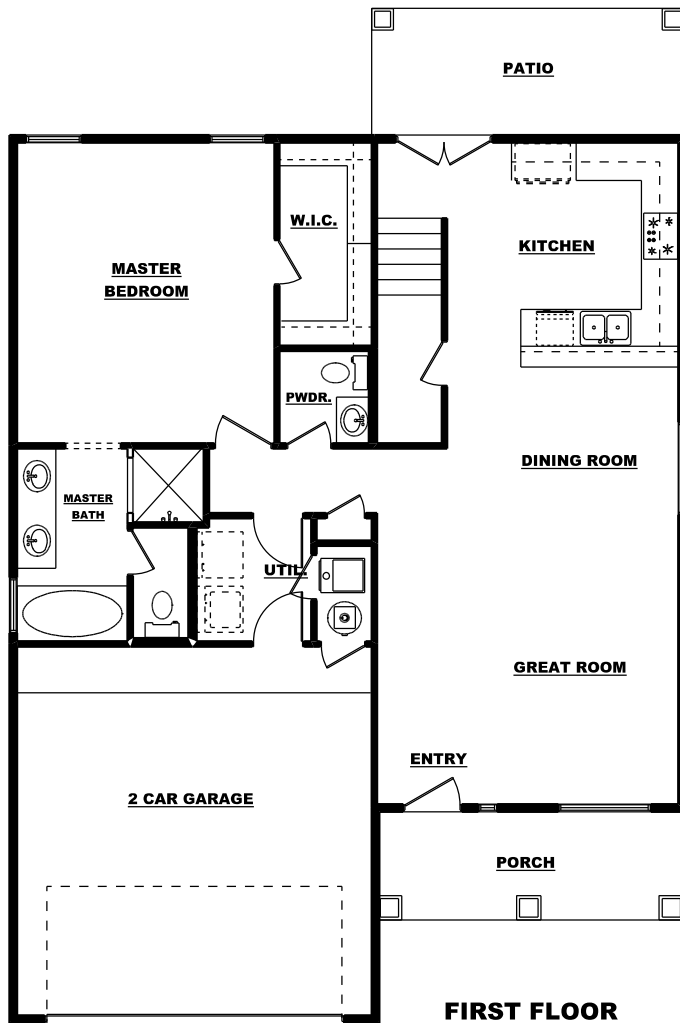 PATIO
W.I.C.
KITCHEN
MASTER
BEDROOM
PWDR.
DINING ROOM
MASTER
BATH
UTIL.
GREAT ROOM
ENTRY
2 CAR GARAGE
PORCH
FIRST FLOOR